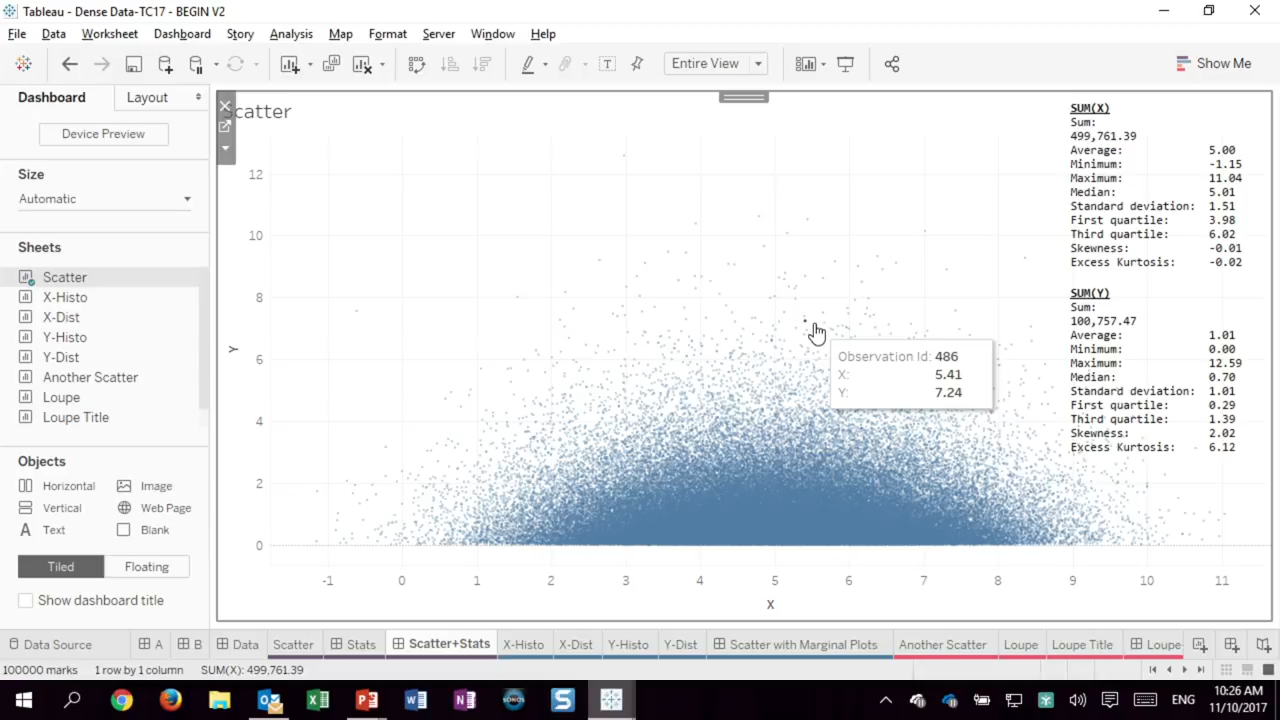 Tableau - Dense Data-TC17 - BEGIN V2
File Data Worksheet Dashboard Story Analysis Map Format Server Window Help
Entire View
Show Me
Dashboard Layout
Device Preview
Size
Automatic
Sheets
Scatter
X-Histo
X-Dist
Y-Histo
Y-Dist
Another Scatter
Loupe
Loupe Title
Objects
Horizontal Image
Vertical Web Page
A Text Blank
Tiled Floating
Show dashboard title
Scatter
12
10
8
6
4
2
0
Y
-1 0 1 2 3 4 5 6 7 8 9 10 11
X
Observation Id: 486
X: 5.41
Y: 7.24
SUM(X)
Sum:
499,761.39
Average: 5.00
Minimum: -1.15
Maximum: 11.04
Median: 5.01
Standard deviation: 1.51
First quartile: 3.98
Third quartile: 6.02
Skewness: -0.01
Excess Kurtosis: -0.02
SUM(Y)
Sum:
100,757.47
Average: 1.01
Minimum: 0.00
Maximum: 12.59
Median: 0.70
Standard deviation: 1.01
First quartile: 0.29
Third quartile: 1.39
Skewness: 2.02
Excess Kurtosis: 6.12
Data Source A B Data Scatter Stats Scatter+Stats X-Histo X-Dist Y-Histo Y-Dist Scatter with Marginal Plots Another Scatter Loupe Loupe Title Loupe
100000 marks 1 row by 1 column SUM(X): 499,761.39
SONOS
ENG
10:26 AM
11/10/2017